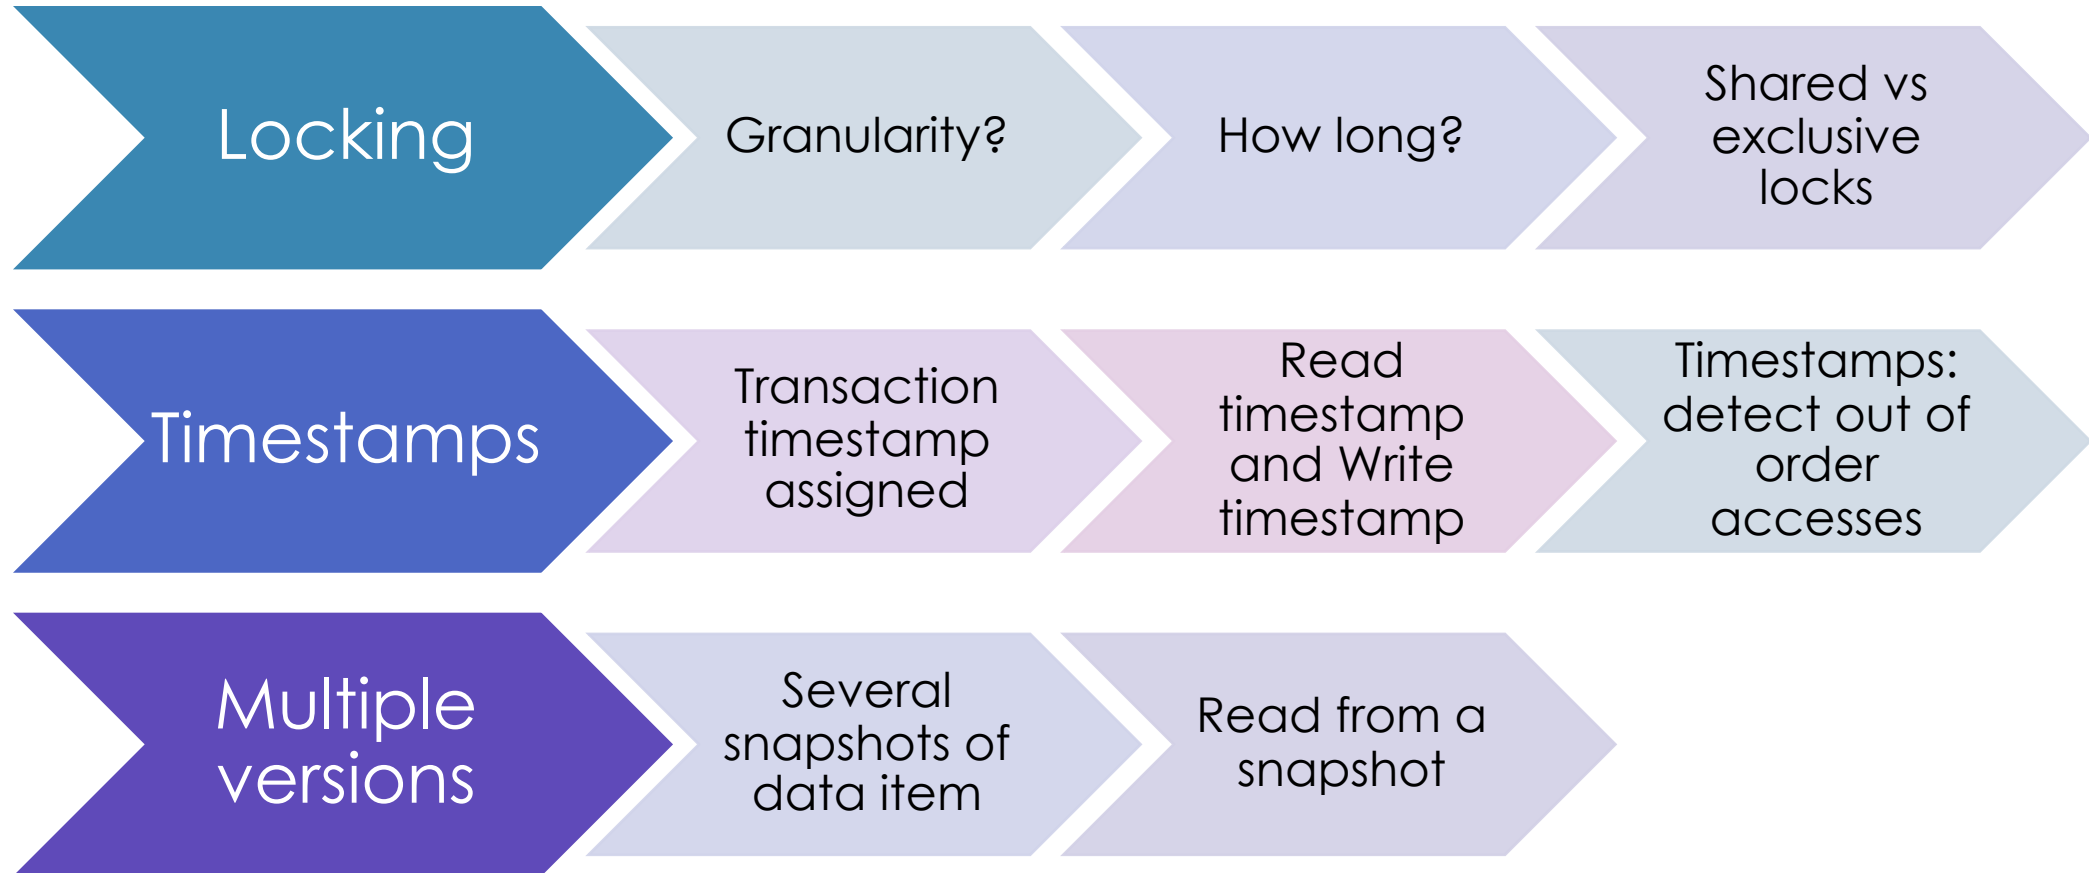 Locking
Granularity?
How long?
Shared vs
exclusive
locks
Timestamps
Transaction
timestamp
assigned
Read
timestamp
and Write
timestamp
Timestamps:
detect out of
order
accesses
Multiple
versions
Several
snapshots of
data item
Read from a
snapshot